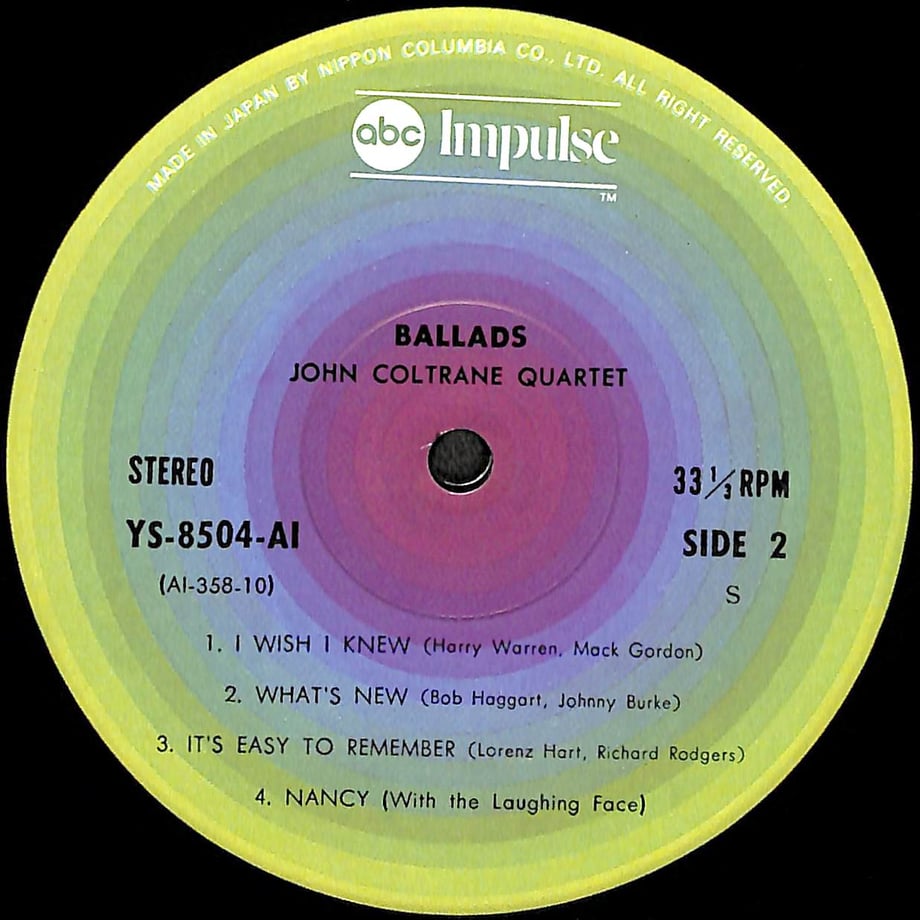 MADE IN JAPAN BY NIPPON COLUMBIA CO., LTD. ALL RIGHT RESERVED.
abc Impulse
TM
BALLADS
JOHN COLTRANE QUARTET
STEREO
33 1/3 RPM
YS-8504-AI
SIDE 2
(AI-358-10)
S
1. I WISH I KNEW (Harry Warren, Mack Gordon)
2. WHAT'S NEW (Bob Haggart, Johnny Burke)
3. IT'S EASY TO REMEMBER (Lorenz Hart, Richard Rodgers)
4. NANCY (With the Laughing Face)